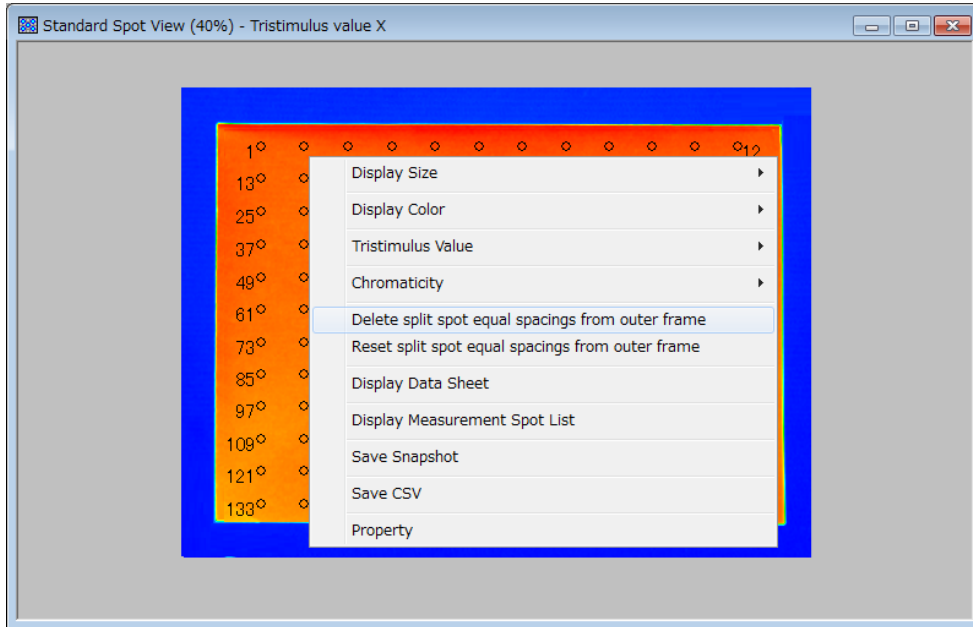 Standard Spot View (40%) - Tristimulus value X
1 12
13
25
37
49
61
73
85
97
109
121
133
Display Size
Display Color
Tristimulus Value
Chromaticity
Delete split spot equal spacings from outer frame
Reset split spot equal spacings from outer frame
Display Data Sheet
Display Measurement Spot List
Save Snapshot
Save CSV
Property